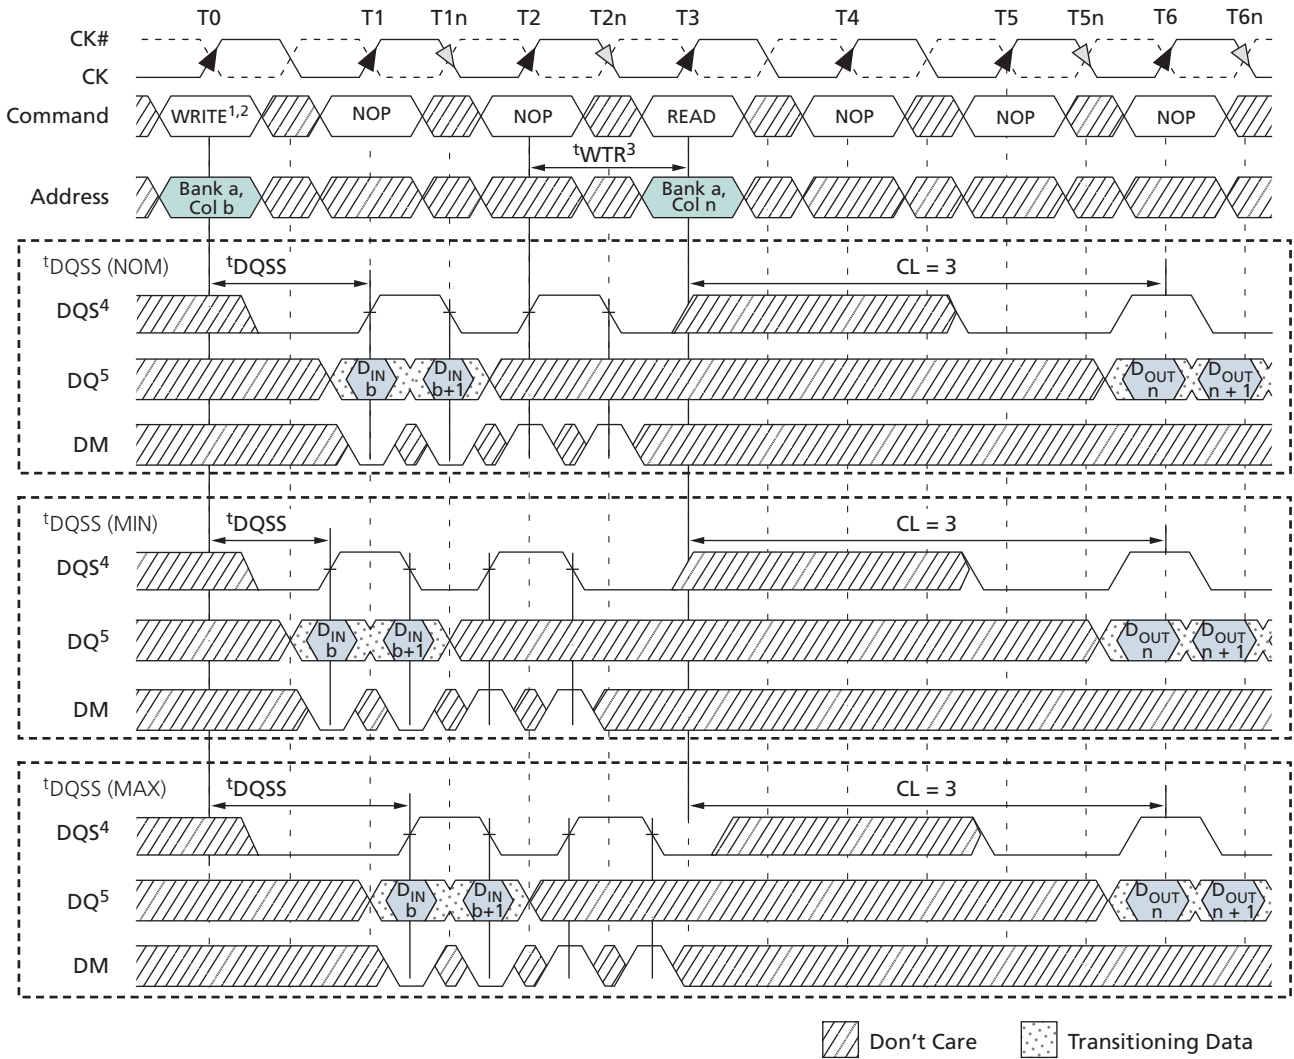 T0 T1 T1n T2 T2n T3 T4 T5 T5n T6 T6n
CK#
CK
Command WRITE1,2 NOP NOP READ NOP NOP NOP
tWTR3
Address Bank a, Col b Bank a, Col n
tDQSS (NOM) tDQSS CL = 3
DQS4
DQ5 DIN b DIN b+1 DOUT n DOUT n + 1
DM
tDQSS (MIN) tDQSS CL = 3
DQS4
DQ5 DIN b DIN b+1 DOUT n DOUT n + 1
DM
tDQSS (MAX) tDQSS CL = 3
DQS4
DQ5 DIN b DIN b+1 DOUT n DOUT n + 1
DM
Don't Care Transitioning Data